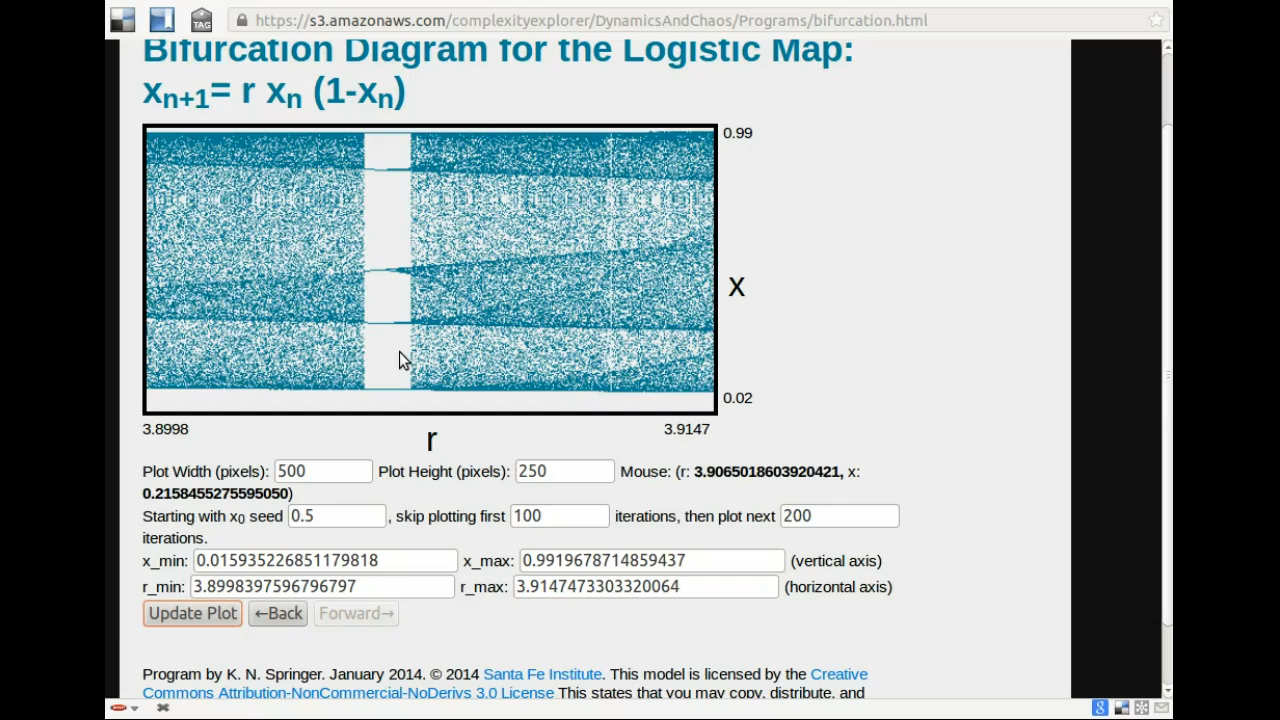 TAG https://s3.amazonaws.com/complexityexplorer/DynamicsAndChaos/Programs/bifurcation.html
Bifurcation Diagram for the Logistic Map:
xn+1= r xn (1-xn)
0.99
x
0.02
3.8998 r 3.9147
Plot Width (pixels): 500 Plot Height (pixels): 250 Mouse: (r: 3.9065018603920421, x:
0.2158455275595050)
Starting with x0 seed 0.5 , skip plotting first 100 iterations, then plot next 200
iterations.
x_min: 0.015935226851179818 x_max: 0.9919678714859437 (vertical axis)
r_min: 3.8998397596796797 r_max: 3.9147473303320064 (horizontal axis)
Update Plot ←Back Forward→
Program by K. N. Springer. January 2014. © 2014 Santa Fe Institute. This model is licensed by the Creative
Commons Attribution-NonCommercial-NoDerivs 3.0 License This states that you may copy, distribute, and